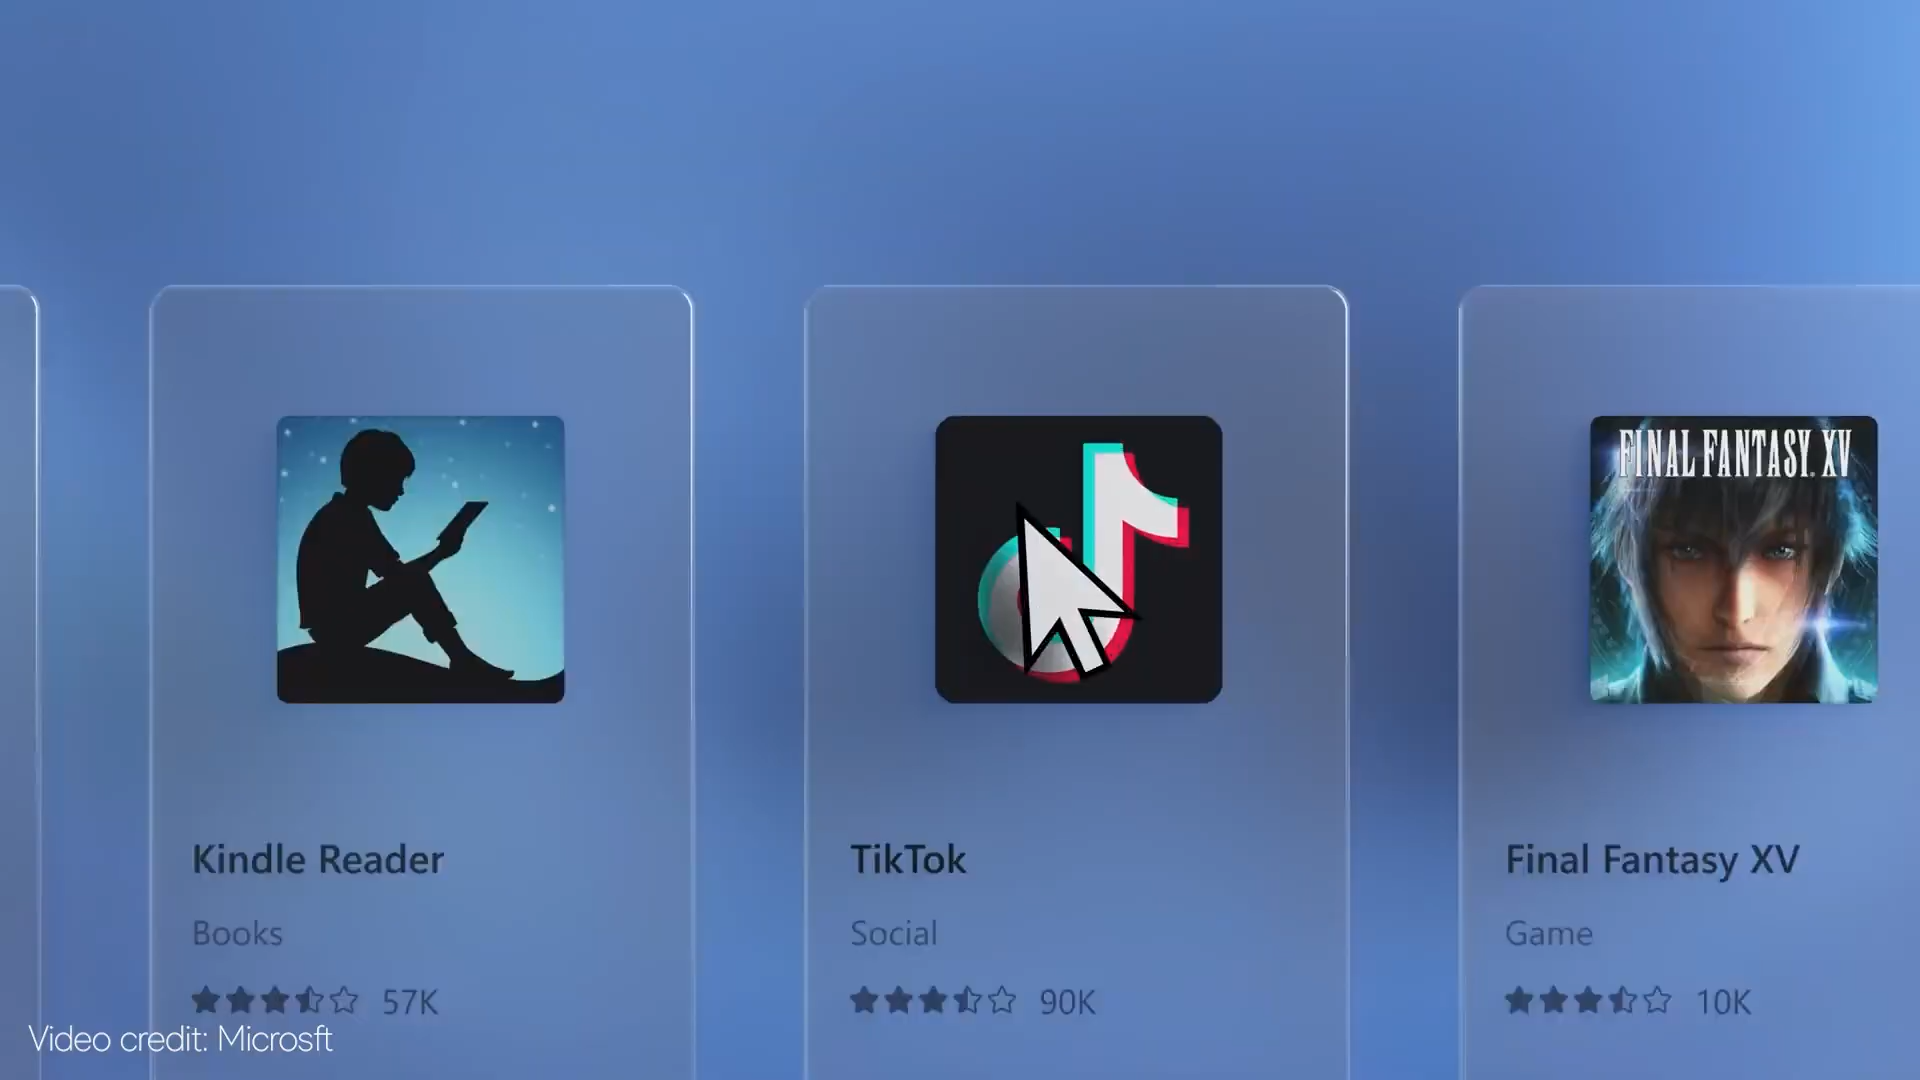 FINAL FANTASY XV
Kindle Reader
Books
57K
TikTok
Social
90K
Final Fantasy XV
Game
10K
Video credit: Microsft